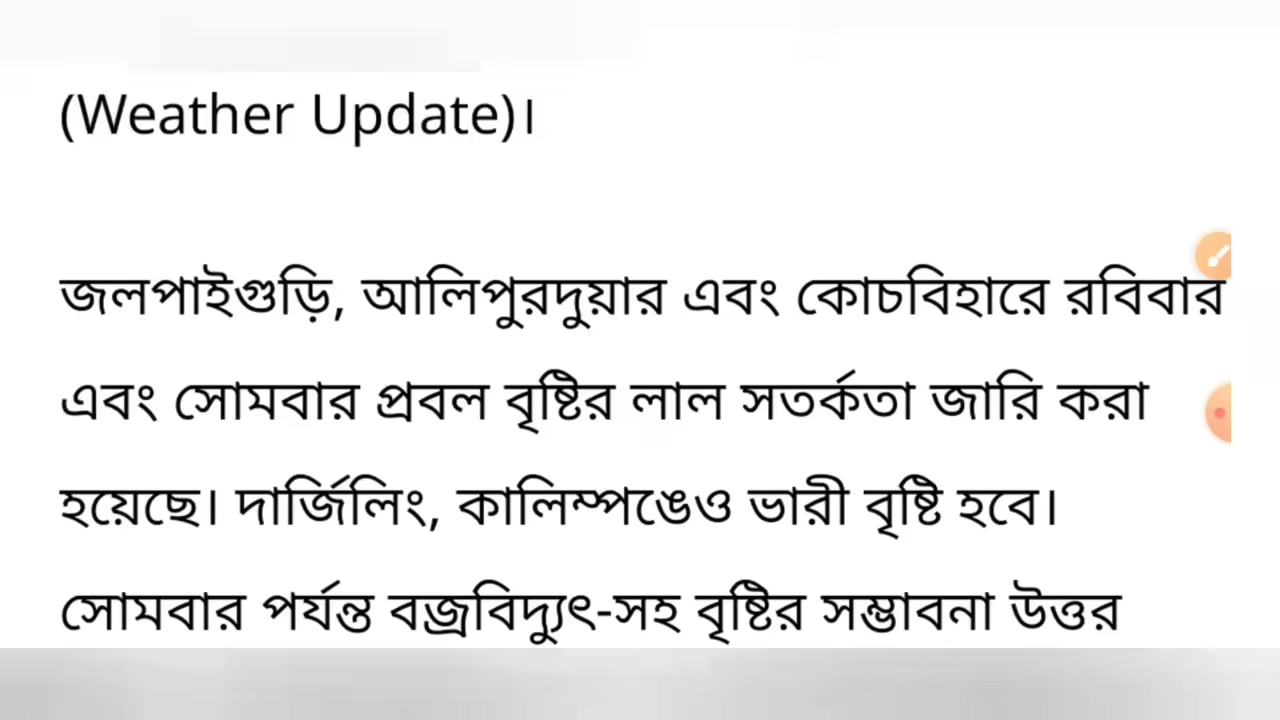 (Weather Update)।
জলপাইগুড়ি, আলিপুরদুয়ার এবং কোচবিহারে রবিবার
এবং সোমবার প্রবল বৃষ্টির লাল সতর্কতা জারি করা
হয়েছে। দার্জিলিং, কালিম্পঙেও ভারী বৃষ্টি হবে।
সোমবার পর্যন্ত বজ্রবিদ্যুৎ-সহ বৃষ্টির সম্ভাবনা উত্তর